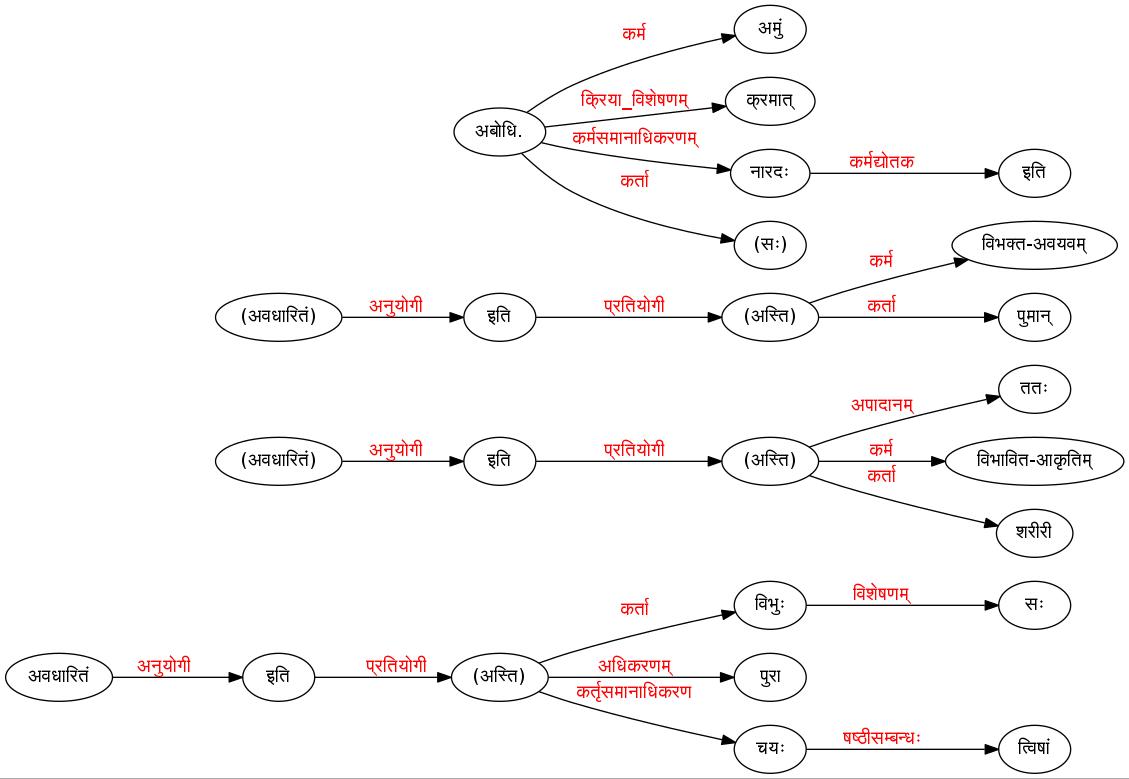 कर्म अमुं
अबोधि. क्रिया_विशेषणम् क्रमात्
कर्मसमानाधिकरणम् नारदः कर्मद्योतक इति
कर्ता (सः)
कर्म विभक्त-अवयवम्
(अवधारितं) अनुयोगी इति प्रतियोगी (अस्ति) कर्ता पुमान्
अपादानम् ततः
(अवधारितं) अनुयोगी इति प्रतियोगी (अस्ति) कर्म विभावित-आकृतिम्
कर्ता शरीरी
कर्ता विभुः विशेषणम् सः
अवधारितं अनुयोगी इति प्रतियोगी (अस्ति) अधिकरणम् पुरा
कर्तृसमानाधिकरण चयः षष्ठीसम्बन्धः त्विषां